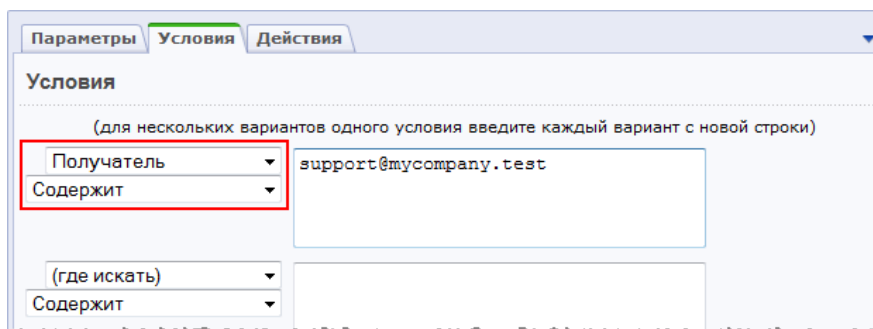 Параметры Условия Действия
Условия
(для нескольких вариантов одного условия введите каждый вариант с новой строки)
Получатель support@mycompany.test
Содержит
(где искать)
Содержит